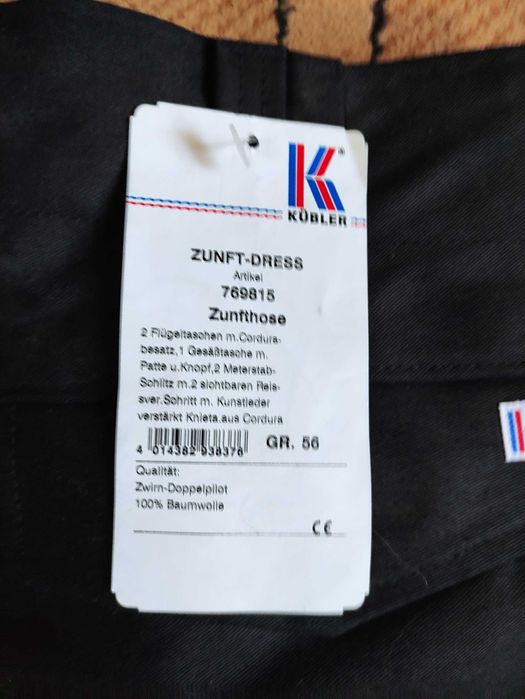 K®
KÜBLER
ZUNFT-DRESS
Artikel
769815
Zunfthose
2 Flügeltaschen m.Cordura-
besatz,1 Gesäßtasche m.
Patte u.Knopf,2 Meterstab-
Schlitz m.2 sichtbaren Reis-
sver.Schritt m. Kunstleder
verstärkt Knieta.aus Cordura
4 014382 938376
GR. 56
Qualität:
Zwirn-Doppelpilot
100% Baumwolle
CE